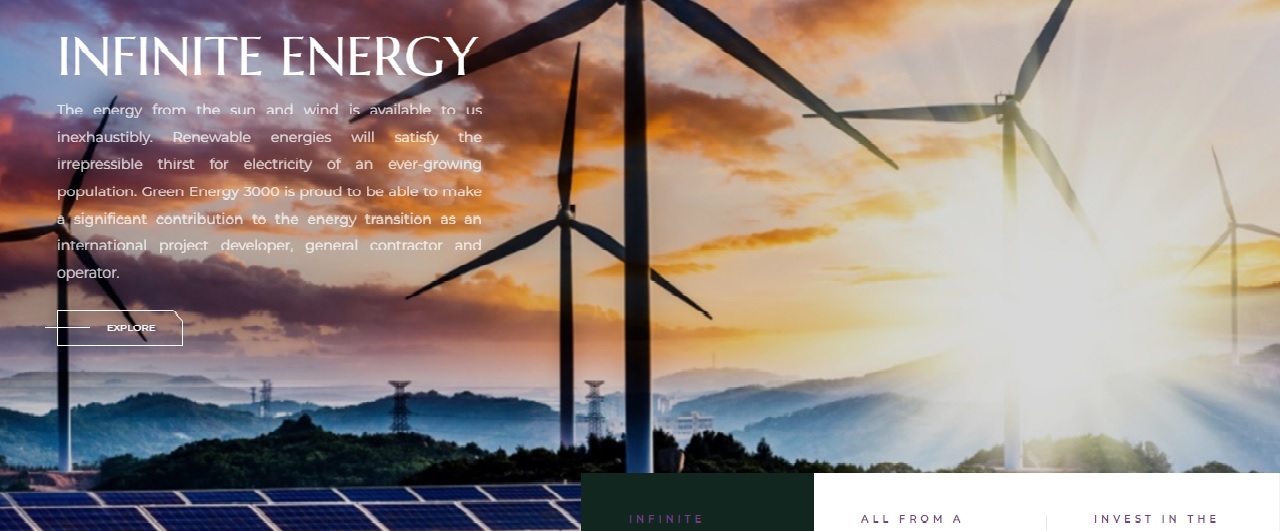 INFINITE ENERGY
The energy from the sun and wind is available to us
inexhaustibly. Renewable energies will satisfy the
irrepressible thirst for electricity of an ever-growing
population. Green Energy 3000 is proud to be able to make
a significant contribution to the energy transition as an
international project developer, general contractor and
operator.
EXPLORE
INFINITE
ALL FROM A
INVEST IN THE